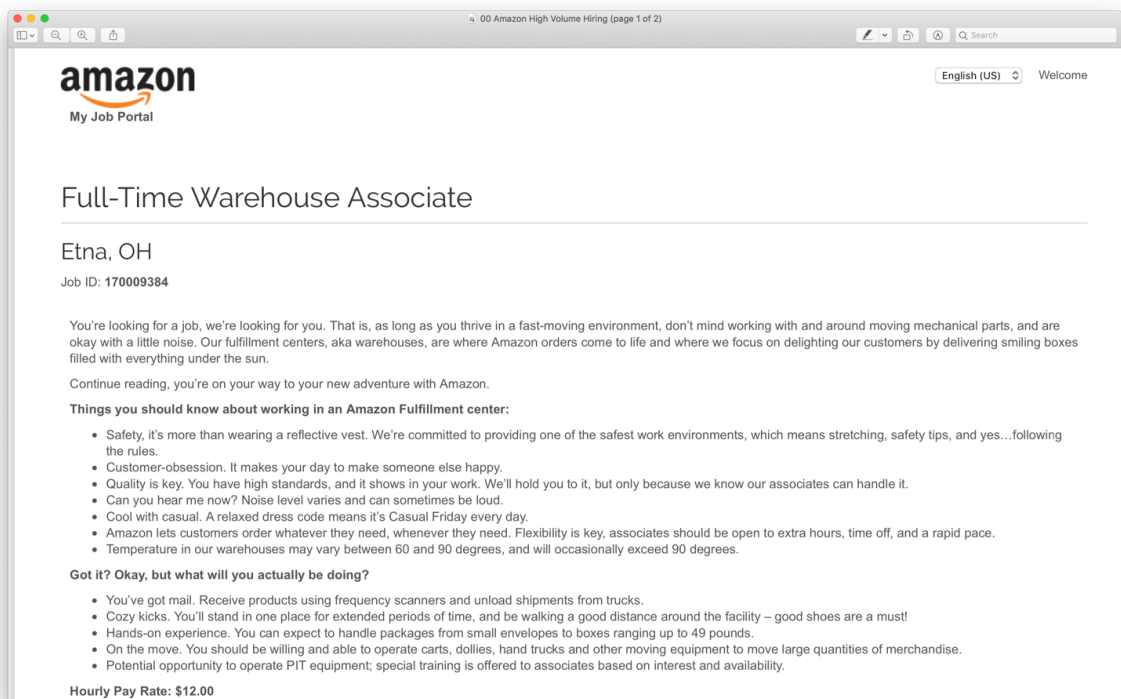 00 Amazon High Volume Hiring (page 1 of 2)
Search
amazon
My Job Portal
English (US)
Welcome
Full-Time Warehouse Associate
Etna, OH
Job ID: 170009384
You're looking for a job, we're looking for you. That is, as long as you thrive in a fast-moving environment, don't mind working with and around moving mechanical parts, and are
okay with a little noise. Our fulfillment centers, aka warehouses, are where Amazon orders come to life and where we focus on delighting our customers by delivering smiling boxes
filled with everything under the sun.
Continue reading, you're on your way to your new adventure with Amazon.
Things you should know about working in an Amazon Fulfillment center:
• Safety, it's more than wearing a reflective vest. We're committed to providing one of the safest work environments, which means stretching, safety tips, and yes…following
the rules.
• Customer-obsession. It makes your day to make someone else happy.
• Quality is key. You have high standards, and it shows in your work. We'll hold you to it, but only because we know our associates can handle it.
• Can you hear me now? Noise level varies and can sometimes be loud.
• Cool with casual. A relaxed dress code means it's Casual Friday every day.
• Amazon lets customers order whatever they need, whenever they need. Flexibility is key, associates should be open to extra hours, time off, and a rapid pace.
• Temperature in our warehouses may vary between 60 and 90 degrees, and will occasionally exceed 90 degrees.
Got it? Okay, but what will you actually be doing?
• You've got mail. Receive products using frequency scanners and unload shipments from trucks.
• Cozy kicks. You'll stand in one place for extended periods of time, and be walking a good distance around the facility – good shoes are a must!
• Hands-on experience. You can expect to handle packages from small envelopes to boxes ranging up to 49 pounds.
• On the move. You should be willing and able to operate carts, dollies, hand trucks and other moving equipment to move large quantities of merchandise.
• Potential opportunity to operate PIT equipment; special training is offered to associates based on interest and availability.
Hourly Pay Rate: $12.00